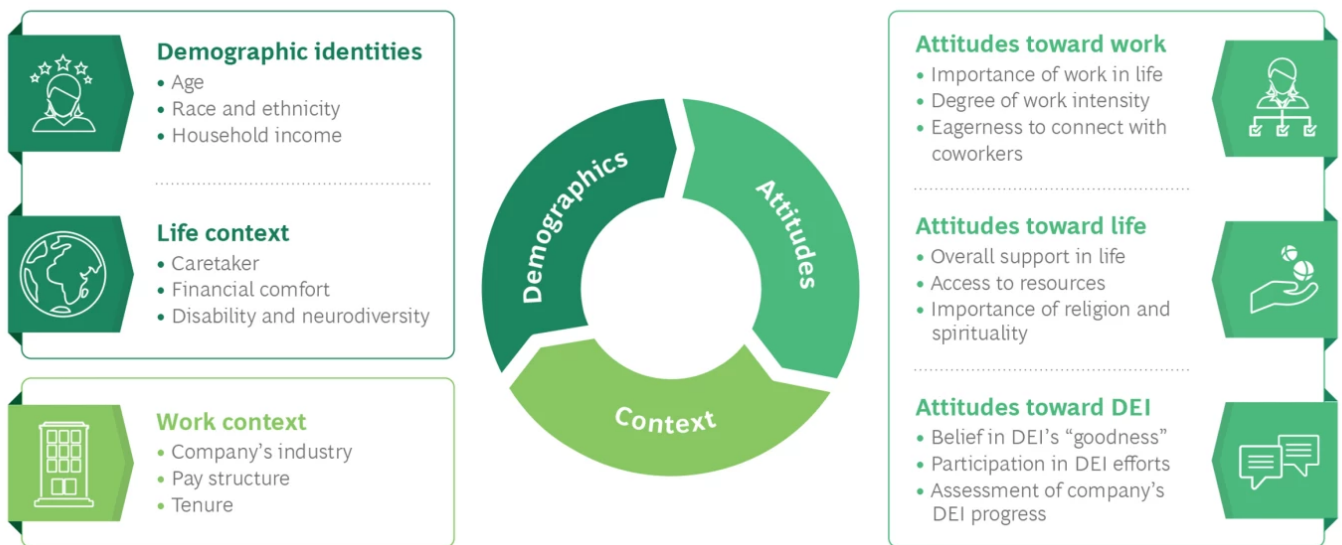 Demographic identities
• Age
• Race and ethnicity
• Household income
Life context
• Caretaker
• Financial comfort
• Disability and neurodiversity
Work context
• Company’s industry
• Pay structure
• Tenure
Demographics
Attitudes
Context
Attitudes toward work
• Importance of work in life
• Degree of work intensity
• Eagerness to connect with
coworkers
Attitudes toward life
• Overall support in life
• Access to resources
• Importance of religion and
spirituality
Attitudes toward DEI
• Belief in DEI’s “goodness”
• Participation in DEI efforts
• Assessment of company’s
DEI progress